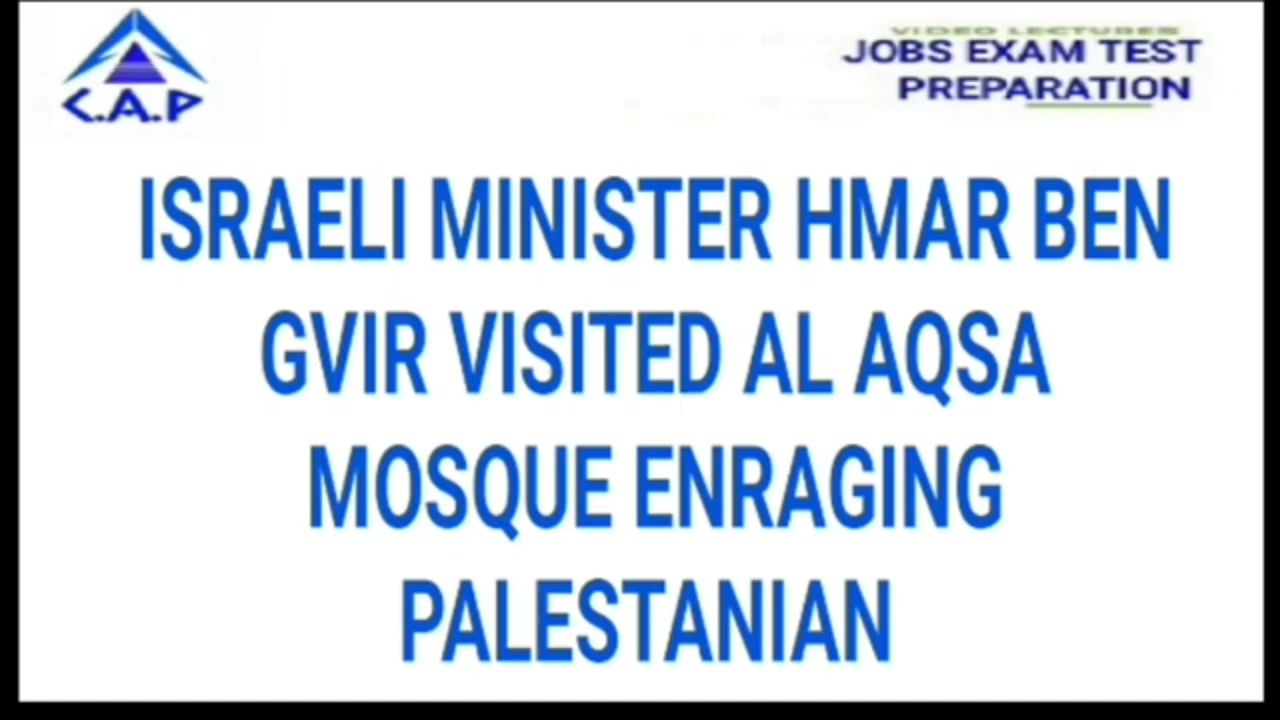 C.A.P
VIDEO LECTURES
JOBS EXAM TEST
PREPARATION
ISRAELI MINISTER HMAR BEN
GVIR VISITED AL AQSA
MOSQUE ENRAGING
PALESTANIAN